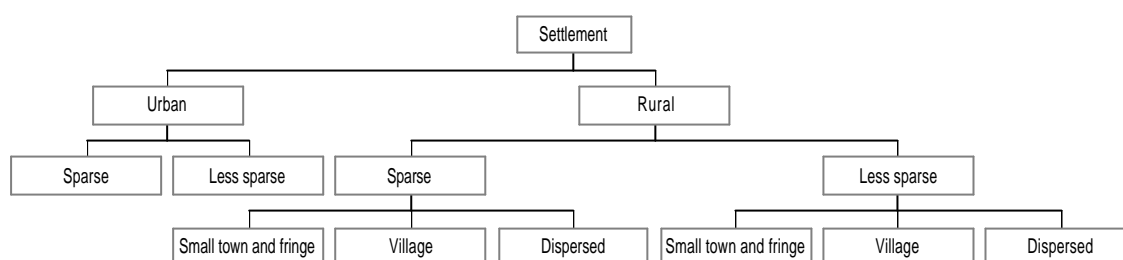 Settlement
Urban Rural
Sparse Less sparse Sparse Less sparse
Small town and fringe Village Dispersed Small town and fringe Village Dispersed